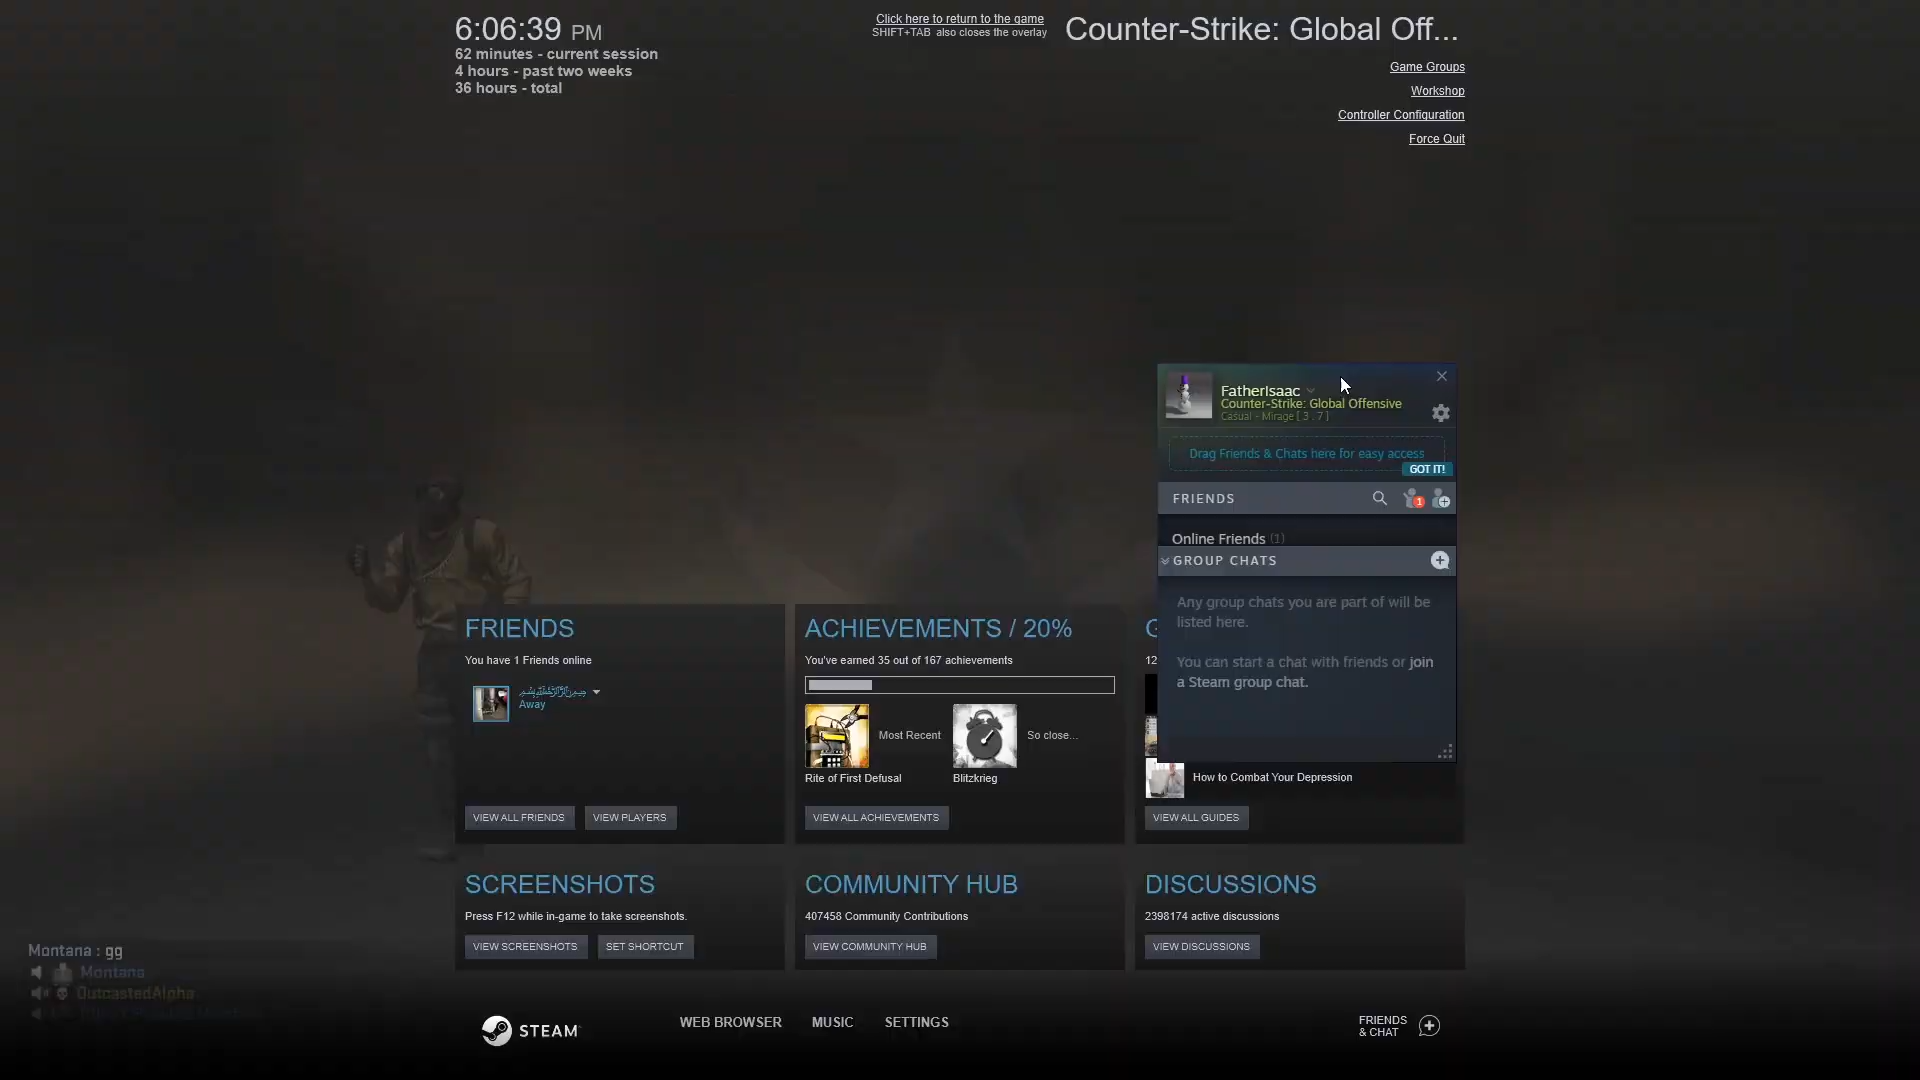 6:06:39 PM
62 minutes - current session
4 hours - past two weeks
36 hours - total
Click here to return to the game
SHIFT+TAB also closes the overlay
Counter-Strike: Global Off...
Game Groups
Workshop
Controller Configuration
Force Quit
FatherIsaac
Counter-Strike: Global Offensive
Casual - Mirage [ 3 . 7 ]
Drag Friends & Chats here for easy access
GOT IT!
FRIENDS
1
Online Friends (1)
GROUP CHATS
Any group chats you are part of will be
listed here.
You can start a chat with friends or join
a Steam group chat.
FRIENDS
You have 1 Friends online
Away
VIEW ALL FRIENDS
VIEW PLAYERS
ACHIEVEMENTS / 20%
You've earned 35 out of 167 achievements
Most Recent
So close...
Rite of First Defusal
Blitzkrieg
VIEW ALL ACHIEVEMENTS
G
12
How to Combat Your Depression
VIEW ALL GUIDES
SCREENSHOTS
Press F12 while in-game to take screenshots.
VIEW SCREENSHOTS
SET SHORTCUT
COMMUNITY HUB
407458 Community Contributions
VIEW COMMUNITY HUB
DISCUSSIONS
2398174 active discussions
VIEW DISCUSSIONS
Montana : gg
Montana
OutcastedAlpha
STEAM
WEB BROWSER
MUSIC
SETTINGS
FRIENDS
& CHAT